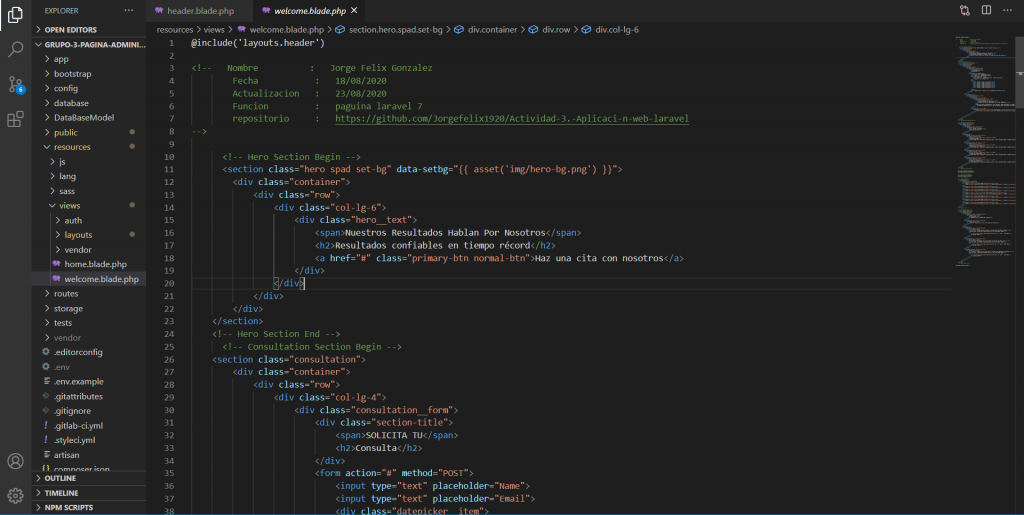 EXPLORER ···
OPEN EDITORS
GRUPO-3-PAGINA-ADMINI...
app
bootstrap
config
database
DataBaseModel
public
resources
js
lang
sass
views
auth
layouts
vendor
home.blade.php
welcome.blade.php
routes
storage
tests
vendor
.editorconfig
.env
.env.example
.gitattributes
.gitignore
.gitlab-ci.yml
.styleci.yml
artisan
composer.json
OUTLINE
TIMELINE
NPM SCRIPTS
6
header.blade.php welcome.blade.php
resources > views > welcome.blade.php > section.hero.spad.set-bg > div.container > div.row > div.col-lg-6
1 @include('layouts.header')
2
3 <!-- Nombre : Jorge Felix Gonzalez
4 Fecha : 18/08/2020
5 Actualizacion : 23/08/2020
6 Funcion : paguina laravel 7
7 repositorio : https://github.com/Jorgefelix1920/Actividad-3.-Aplicaci-n-web-laravel
8 -->
9
10 <!-- Hero Section Begin -->
11 <section class="hero spad set-bg" data-setbg="{{ asset('img/hero-bg.png') }}">
12 <div class="container">
13 <div class="row">
14 <div class="col-lg-6">
15 <div class="hero__text">
16 <span>Nuestros Resultados Hablan Por Nosotros</span>
17 <h2>Resultados confiables en tiempo récord</h2>
18 <a href="#" class="primary-btn normal-btn">Haz una cita con nosotros</a>
19 </div>
20 </div>
21 </div>
22 </div>
23 </section>
24 <!-- Hero Section End -->
25 <!-- Consultation Section Begin -->
26 <section class="consultation">
27 <div class="container">
28 <div class="row">
29 <div class="col-lg-4">
30 <div class="consultation__form">
31 <div class="section-title">
32 <span>SOLICITA TU</span>
33 <h2>Consulta</h2>
34 </div>
35 <form action="#" method="POST">
36 <input type="text" placeholder="Name">
37 <input type="text" placeholder="Email">
38 <div class="datepicker__item">